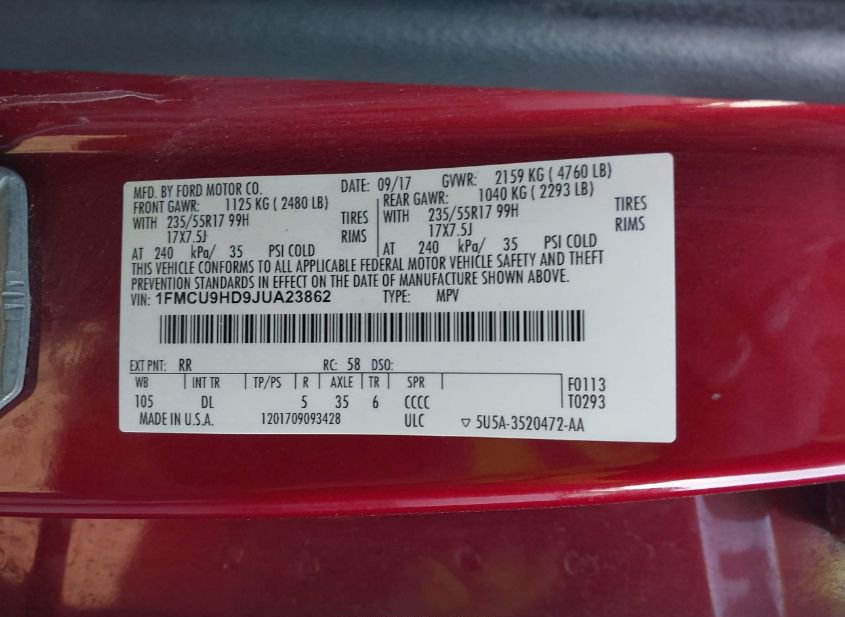 MFD. BY FORD MOTOR CO. DATE: 09/17 GVWR: 2159 KG ( 4760 LB)
FRONT GAWR: 1125 KG ( 2480 LB) REAR GAWR: 1040 KG ( 2293 LB)
WITH 235/55R17 99H TIRES WITH 235/55R17 99H TIRES
17X7.5J RIMS 17X7.5J RIMS
AT 240 kPa/ 35 PSI COLD AT 240 kPa/ 35 PSI COLD
THIS VEHICLE CONFORMS TO ALL APPLICABLE FEDERAL MOTOR VEHICLE SAFETY AND THEFT
PREVENTION STANDARDS IN EFFECT ON THE DATE OF MANUFACTURE SHOWN ABOVE.
VIN: 1FMCU9HD9JUA23862 TYPE: MPV
EXT PNT: RR RC: 58 DSO:
WB INT TR TP/PS R AXLE TR SPR F0113
105 DL 5 35 6 CCCC T0293
MADE IN U.S.A. 1201709093428 ULC ▽ 5U5A-3520472-AA